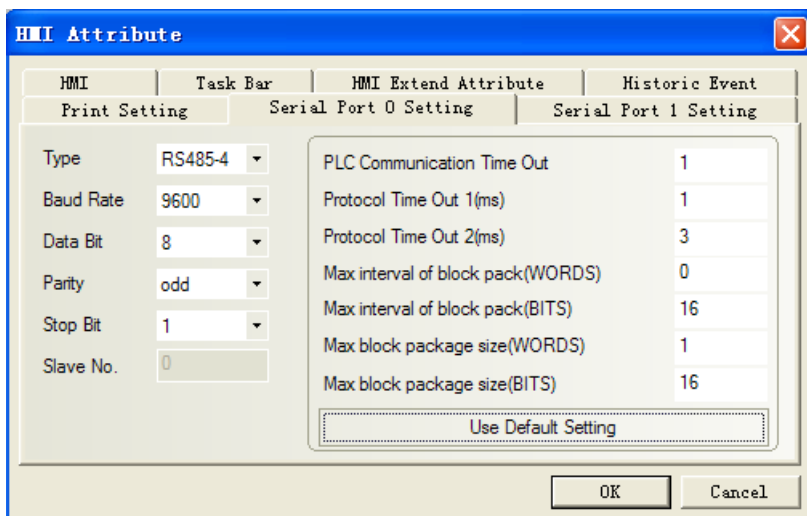 HMI Attribute
HMI Task Bar HMI Extend Attribute Historic Event
Print Setting Serial Port 0 Setting Serial Port 1 Setting
Type RS485-4
Baud Rate 9600
Data Bit 8
Parity odd
Stop Bit 1
Slave No. 0
PLC Communication Time Out 1
Protocol Time Out 1(ms) 1
Protocol Time Out 2(ms) 3
Max interval of block pack(WORDS) 0
Max interval of block pack(BITS) 16
Max block package size(WORDS) 1
Max block package size(BITS) 16
Use Default Setting
OK Cancel